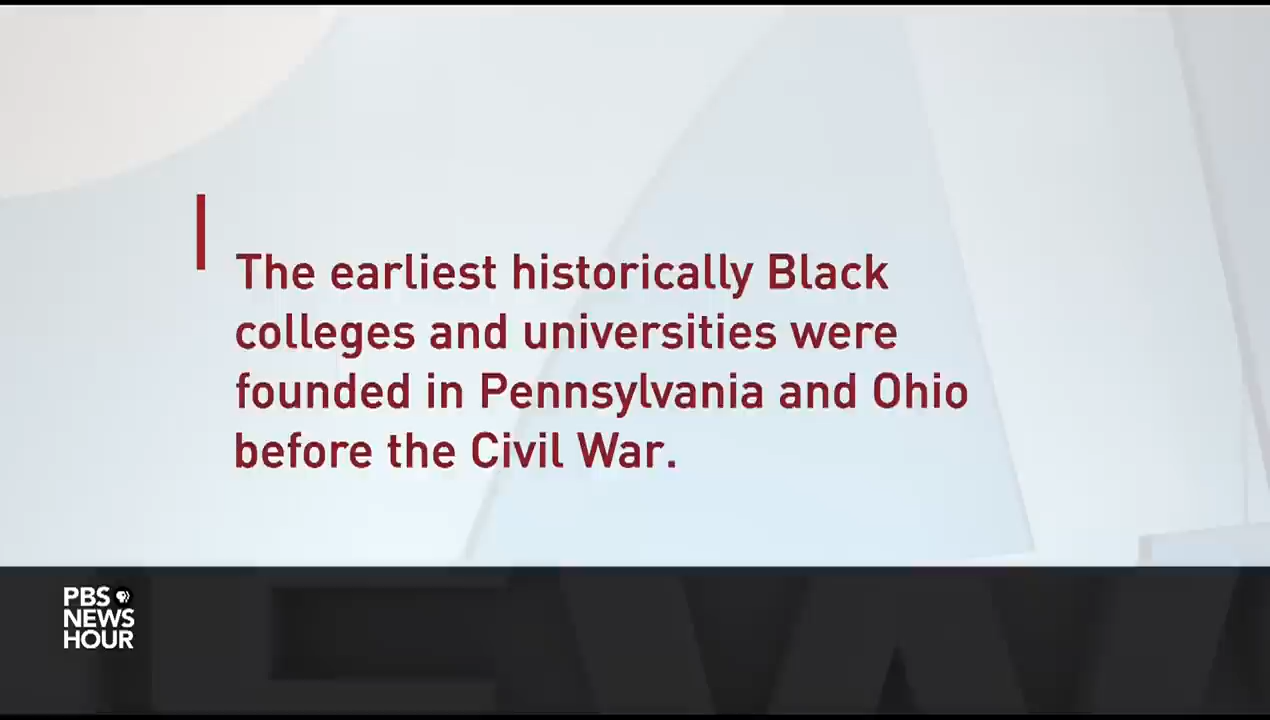 The earliest historically Black
colleges and universities were
founded in Pennsylvania and Ohio
before the Civil War.
PBS
NEWS
HOUR